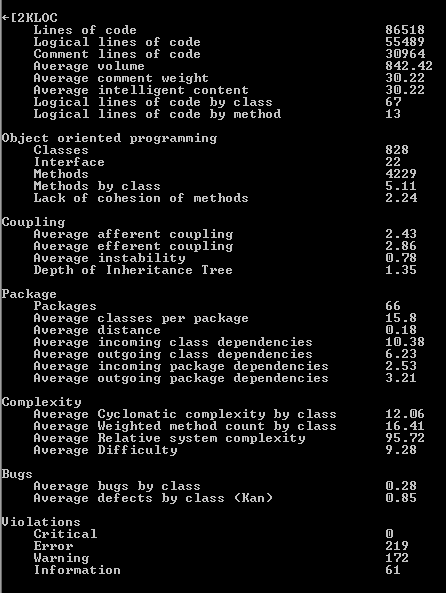 ←[2KLOC
Lines of code 86518
Logical lines of code 55489
Comment lines of code 30964
Average volume 842.42
Average comment weight 30.22
Average intelligent content 30.22
Logical lines of code by class 67
Logical lines of code by method 13
Object oriented programming
Classes 828
Interface 22
Methods 4229
Methods by class 5.11
Lack of cohesion of methods 2.24
Coupling
Average afferent coupling 2.43
Average efferent coupling 2.86
Average instability 0.78
Depth of Inheritance Tree 1.35
Package
Packages 66
Average classes per package 15.8
Average distance 0.18
Average incoming class dependencies 10.38
Average outgoing class dependencies 6.23
Average incoming package dependencies 2.53
Average outgoing package dependencies 3.21
Complexity
Average Cyclomatic complexity by class 12.06
Average Weighted method count by class 16.41
Average Relative system complexity 95.72
Average Difficulty 9.28
Bugs
Average bugs by class 0.28
Average defects by class (Kan) 0.85
Violations
Critical 0
Error 219
Warning 172
Information 61